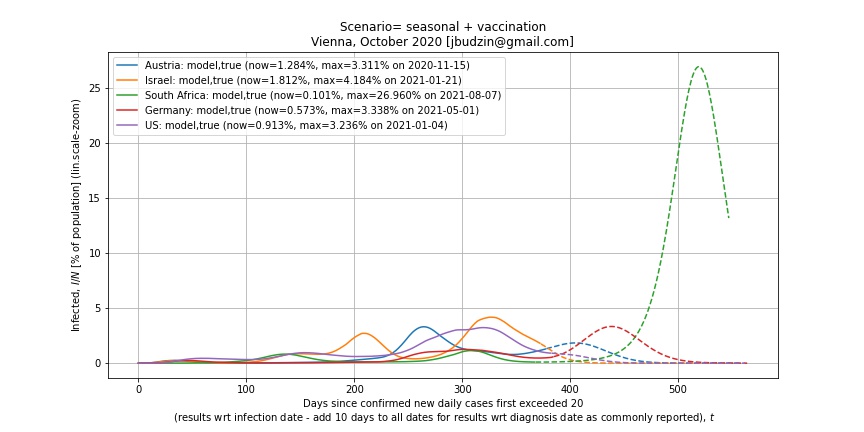 Scenario= seasonal + vaccination
Vienna, October 2020 [jbudzin@gmail.com]
Austria: model,true (now=1.284%, max=3.311% on 2020-11-15)
Israel: model,true (now=1.812%, max=4.184% on 2021-01-21)
South Africa: model,true (now=0.101%, max=26.960% on 2021-08-07)
Germany: model,true (now=0.573%, max=3.338% on 2021-05-01)
US: model,true (now=0.913%, max=3.236% on 2021-01-04)
Infected, I/N [% of population] (lin.scale-zoom)
25
20
15
10
5
0
0 100 200 300 400 500
Days since confirmed new daily cases first exceeded 20
(results wrt infection date - add 10 days to all dates for results wrt diagnosis date as commonly reported), t